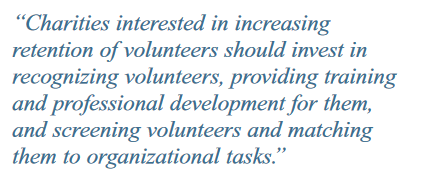 “Charities interested in increasing
retention of volunteers should invest in
recognizing volunteers, providing training
and professional development for them,
and screening volunteers and matching
them to organizational tasks.”